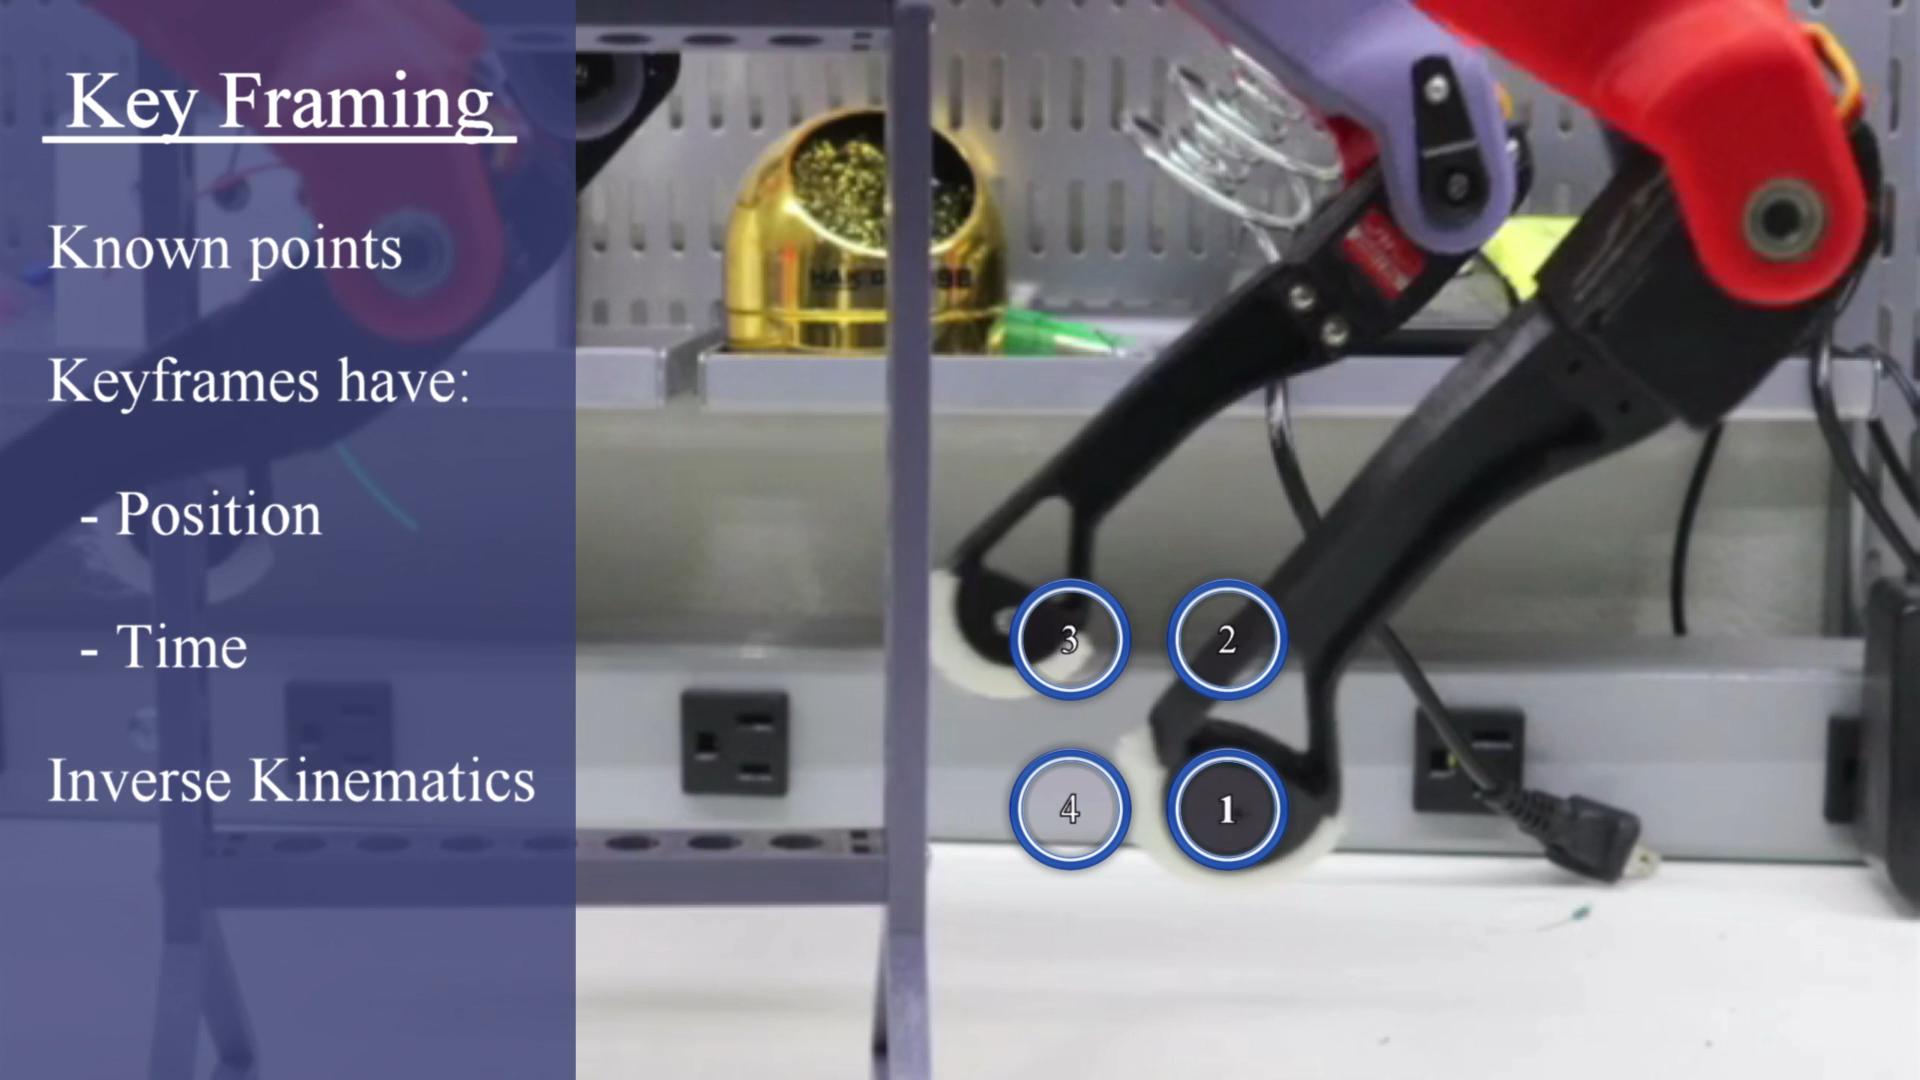 Key Framing
Known points
Keyframes have:
- Position
- Time
Inverse Kinematics
3
2
4
1